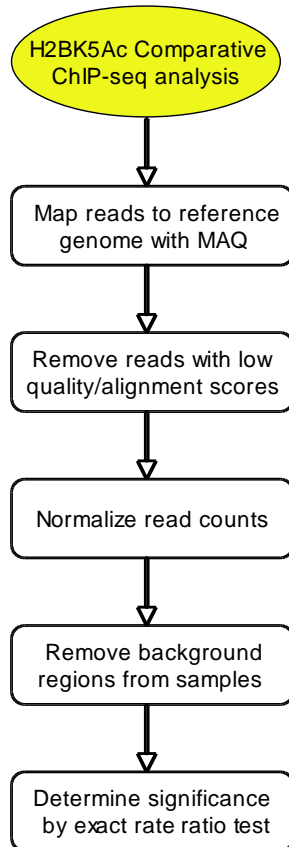 H2BK5Ac Comparative
ChIP-seq analysis
Map reads to reference
genome with MAQ
Remove reads with low
quality/alignment scores
Normalize read counts
Remove background
regions from samples
Determine significance
by exact rate ratio test